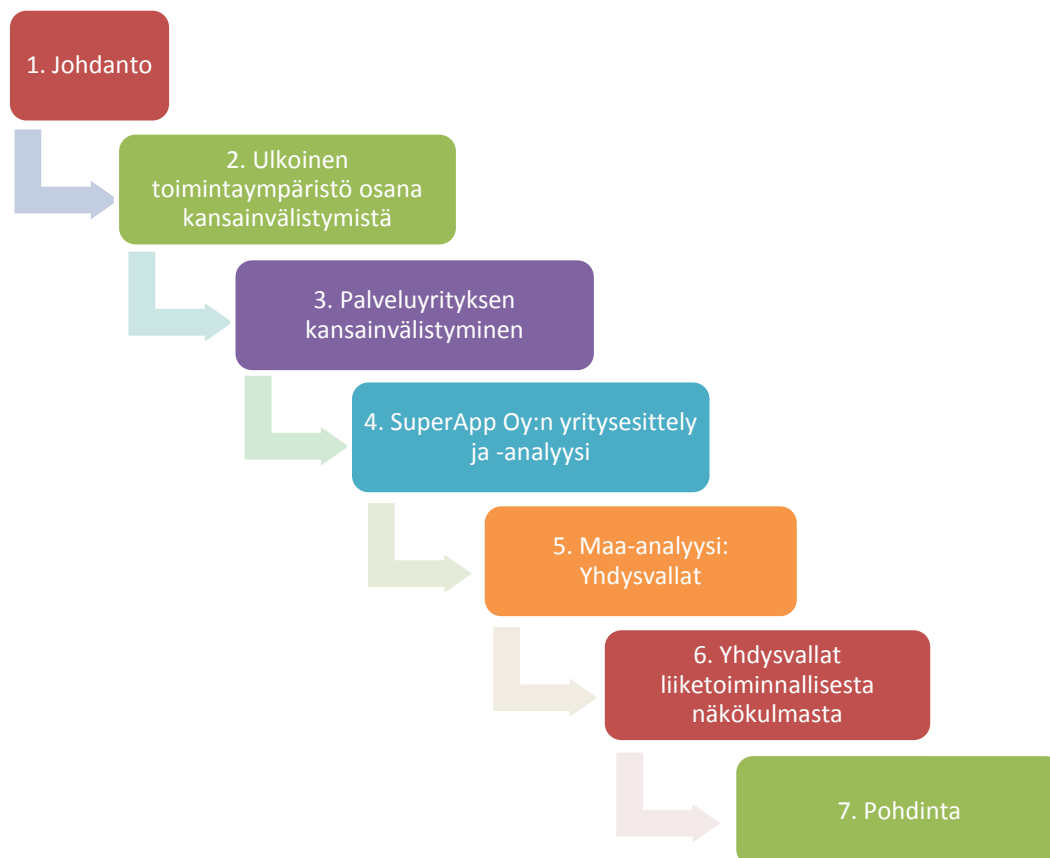 1. Johdanto
2. Ulkoinen
toimintaympäristö osana
kansainvälistymistä
3. Palveluyrityksen
kansainvälistyminen
4. SuperApp Oy:n yritysesittely
ja -analyysi
5. Maa-analyysi:
Yhdysvallat
6. Yhdysvallat
liiketoiminnallisesta
näkökulmasta
7. Pohdinta